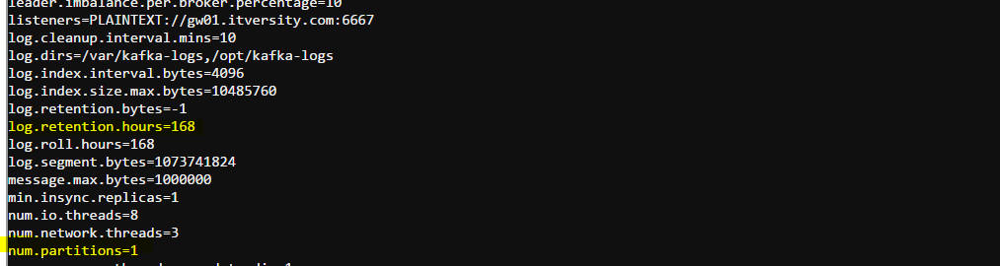 leader.imbalance.per.broker.percentage=10
listeners=PLAINTEXT://gw01.itversity.com:6667
log.cleanup.interval.mins=10
log.dirs=/var/kafka-logs,/opt/kafka-logs
log.index.interval.bytes=4096
log.index.size.max.bytes=10485760
log.retention.bytes=-1
log.retention.hours=168
log.roll.hours=168
log.segment.bytes=1073741824
message.max.bytes=1000000
min.insync.replicas=1
num.io.threads=8
num.network.threads=3
num.partitions=1